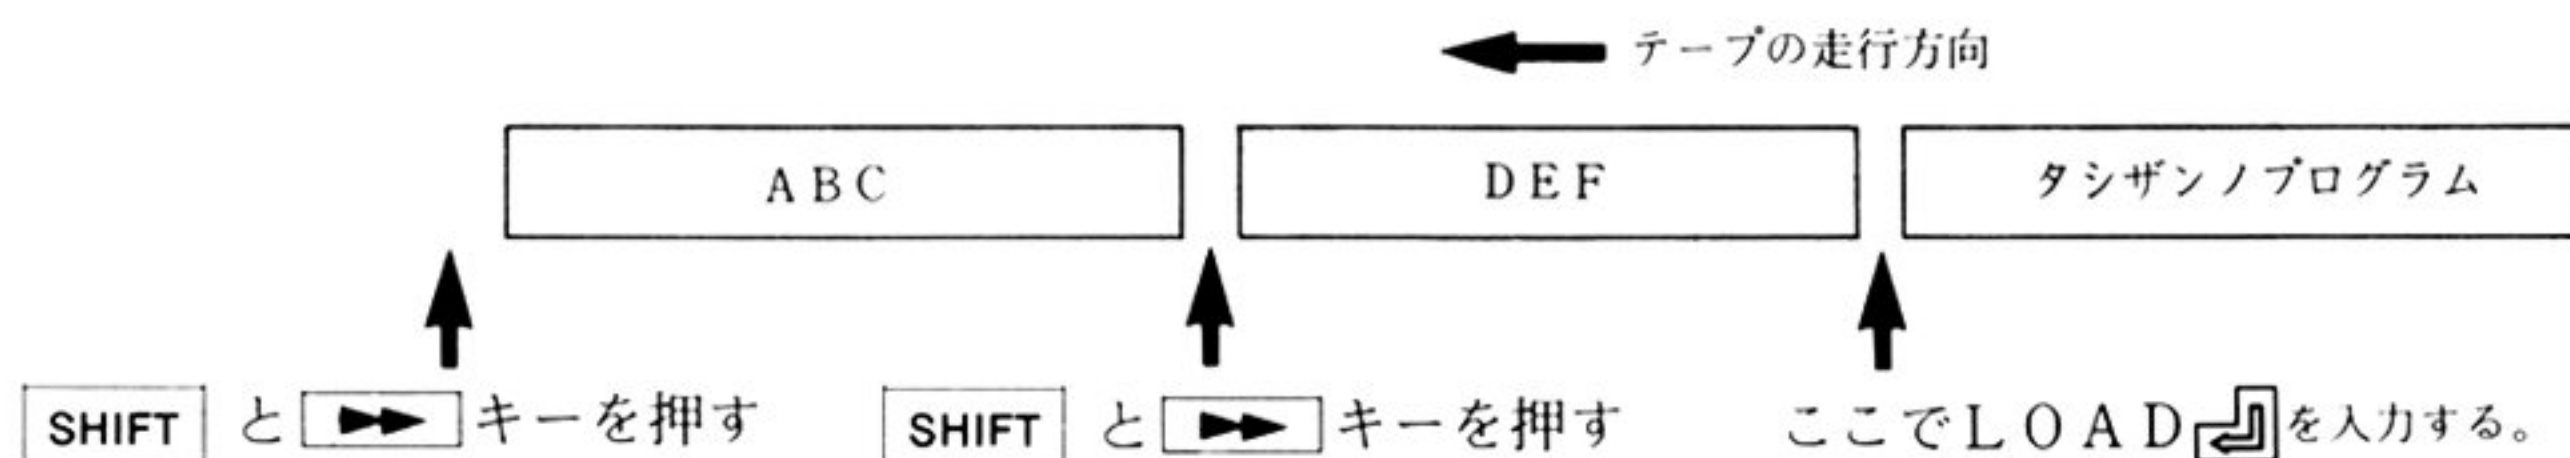 テープの走行方向
ABC DEF タシザンノプログラム
SHIFT と キーを押す SHIFT と キーを押す ここでLOAD を入力する。